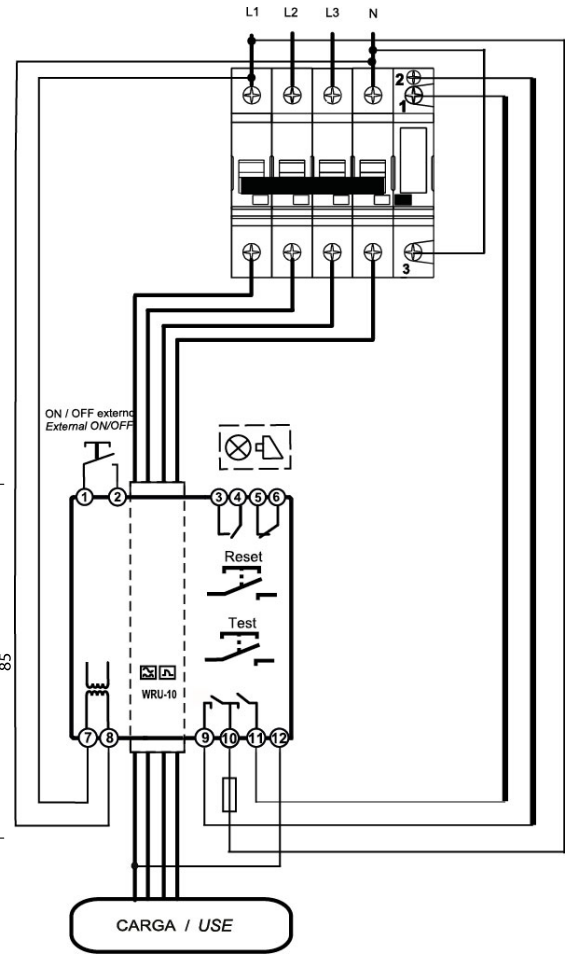 L1 L2 L3 N
2
1
3
ON / OFF externo
External ON/OFF
1 2 3 4 5 6
Reset
Test
85
WRU-10
7 8 9 10 11 12
CARGA / USE